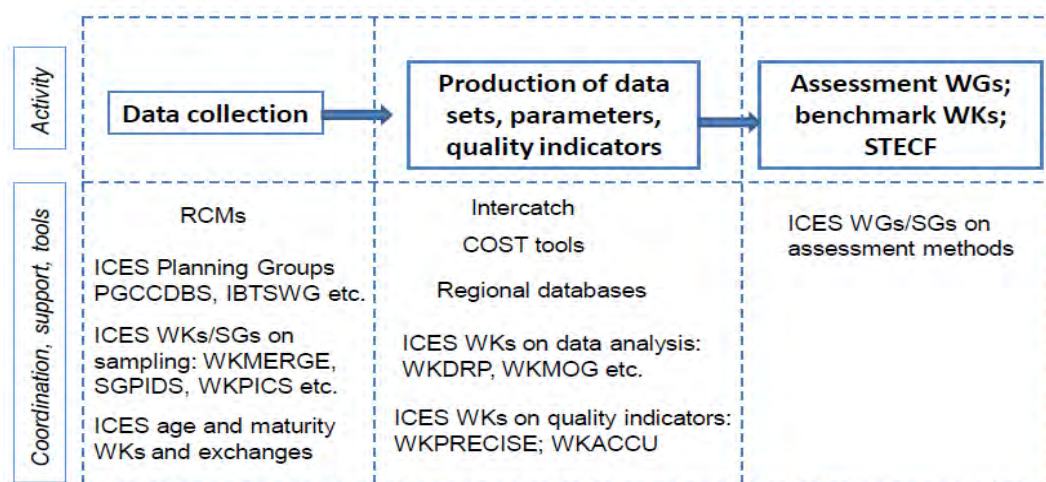 Activity
Data collection
Production of data
sets, parameters,
quality indicators
Assessment WGs;
benchmark WKs;
STECF
Coordination, support, tools
RCMs
ICES Planning Groups
PGCCDBS, IBTSWG etc.
ICES WKs/SGs on
sampling: WKMERGE,
SGPIDS, WKPICS etc.
ICES age and maturity
WKs and exchanges
Intercatch
COST tools
Regional databases
ICES WKs on data analysis:
WKDRP, WKMOG etc.
ICES WKs on quality indicators:
WKPRECISE; WKACCU
ICES WGs/SGs on
assessment methods